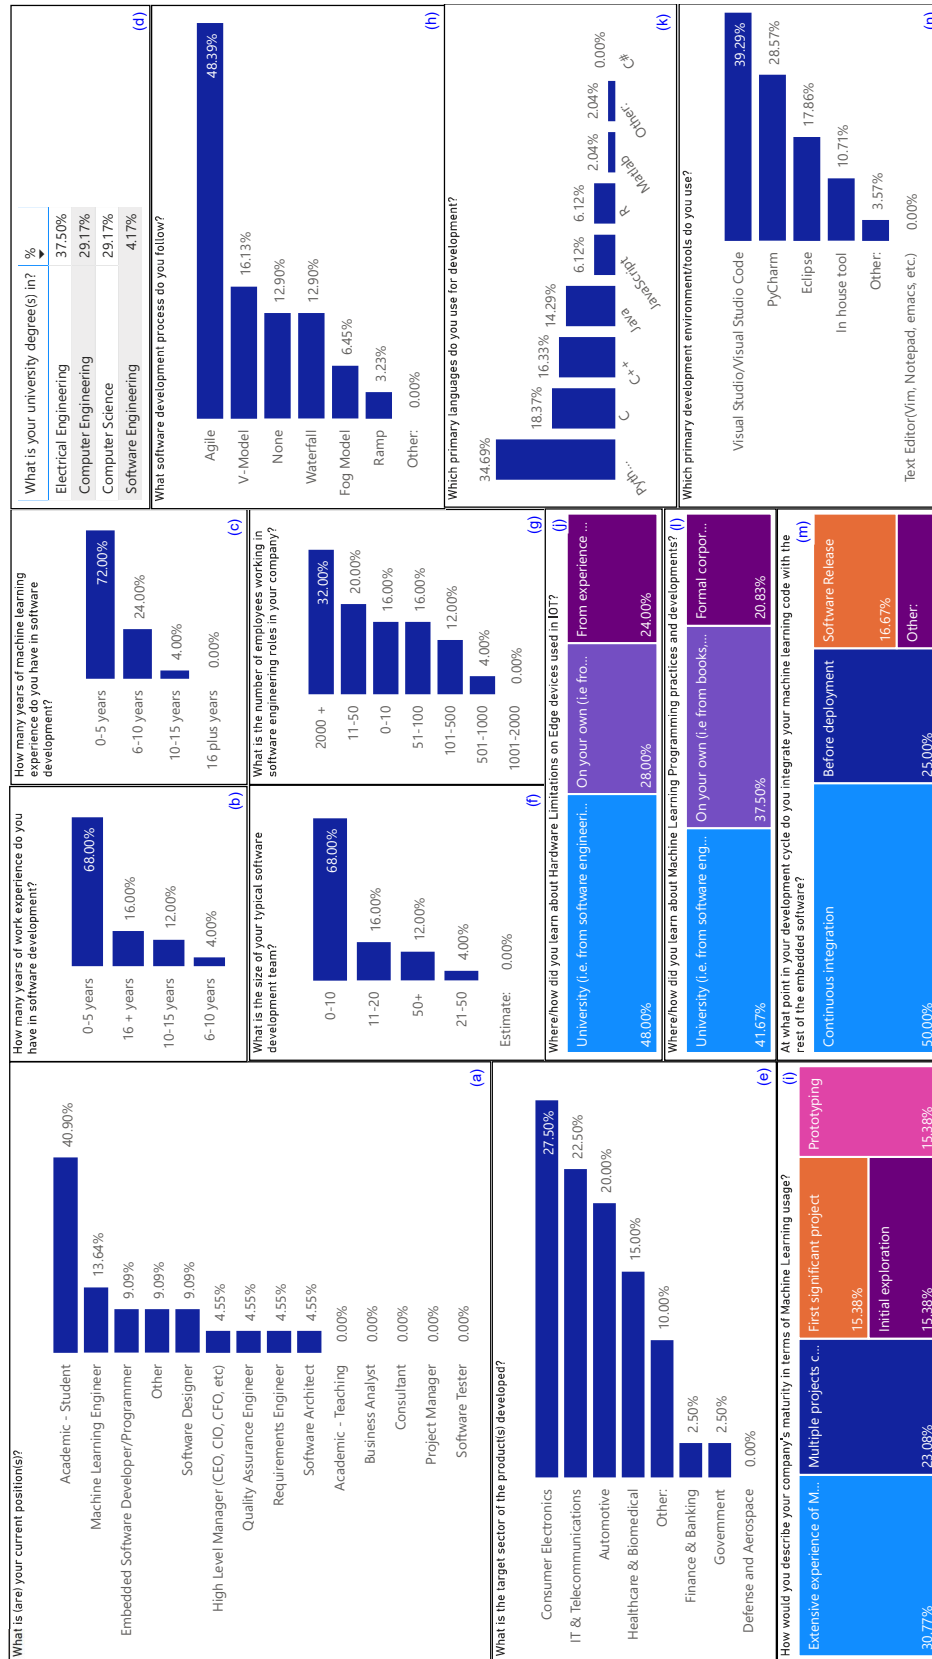 What is (are) your current position(s)?
Academic - Student 40.90%
Machine Learning Engineer 13.64%
Embedded Software Developer/Programmer 9.09%
Other 9.09%
Software Designer 9.09%
High Level Manager (CEO, CIO, CFO, etc) 4.55%
Quality Assurance Engineer 4.55%
Requirements Engineer 4.55%
Software Architect 4.55%
Academic - Teaching 0.00%
Business Analyst 0.00%
Consultant 0.00%
Project Manager 0.00%
Software Tester 0.00%
(a)
How many years of work experience do you
have in software development?
0-5 years 68.00%
16 + years 16.00%
10-15 years 12.00%
6-10 years 4.00%
(b)
How many years of machine learning
experience do you have in software
development?
0-5 years 72.00%
6-10 years 24.00%
10-15 years 4.00%
16 plus years 0.00%
(c)
What is your university degree(s) in? %
Electrical Engineering 37.50%
Computer Engineering 29.17%
Computer Science 29.17%
Software Engineering 4.17%
(d)
What is the target sector of the product(s) developed?
Consumer Electronics 27.50%
IT & Telecommunications 22.50%
Automotive 20.00%
Healthcare & Biomedical 15.00%
Other: 10.00%
Finance & Banking 2.50%
Government 2.50%
Defense and Aerospace 0.00%
(e)
What is the size of your typical software
development team?
0-10 68.00%
11-20 16.00%
50+ 12.00%
21-50 4.00%
Estimate: 0.00%
(f)
What is the number of employees working in
software engineering roles in your company?
2000 + 32.00%
11-50 20.00%
0-10 16.00%
51-100 16.00%
101-500 12.00%
501-1000 4.00%
1001-2000 0.00%
(g)
What software development process do you follow?
Agile 48.39%
V-Model 16.13%
None 12.90%
Waterfall 12.90%
Fog Model 6.45%
Ramp 3.23%
Other: 0.00%
(h)
How would you describe your company's maturity in terms of Machine Learning usage?
(i)
Extensive experience of M...
30.77%
Multiple projects c...
23.08%
First significant project
15.38%
Initial exploration
15.38%
Prototyping
15.38%
Where/how did you learn about Hardware Limitations on Edge devices used in IOT?
(j)
University (i.e. from software engineeri...
48.00%
On your own (i.e fro...
28.00%
From experience ...
24.00%
Which primary languages do you use for development?
34.69% 18.37% 16.33% 14.29% 6.12% 6.12% 2.04% 2.04% 0.00%
Pyth... C C++ Java JavaScript R Matlab Other: C#
(k)
Where/how did you learn about Machine Learning Programming practices and developments?
(l)
University (i.e. from software eng...
41.67%
On your own (i.e from books,...
37.50%
Formal corpor...
20.83%
At what point in your development cycle do you integrate your machine learning code with the
rest of the embedded software?
(m)
Continuous integration
50.00%
Before deployment
25.00%
Software Release
16.67%
Other:
Which primary development environment/tools do you use?
Visual Studio/Visual Studio Code 39.29%
PyCharm 28.57%
Eclipse 17.86%
In house tool 10.71%
Other: 3.57%
Text Editor(Vim, Notepad, emacs, etc.) 0.00%
(n)